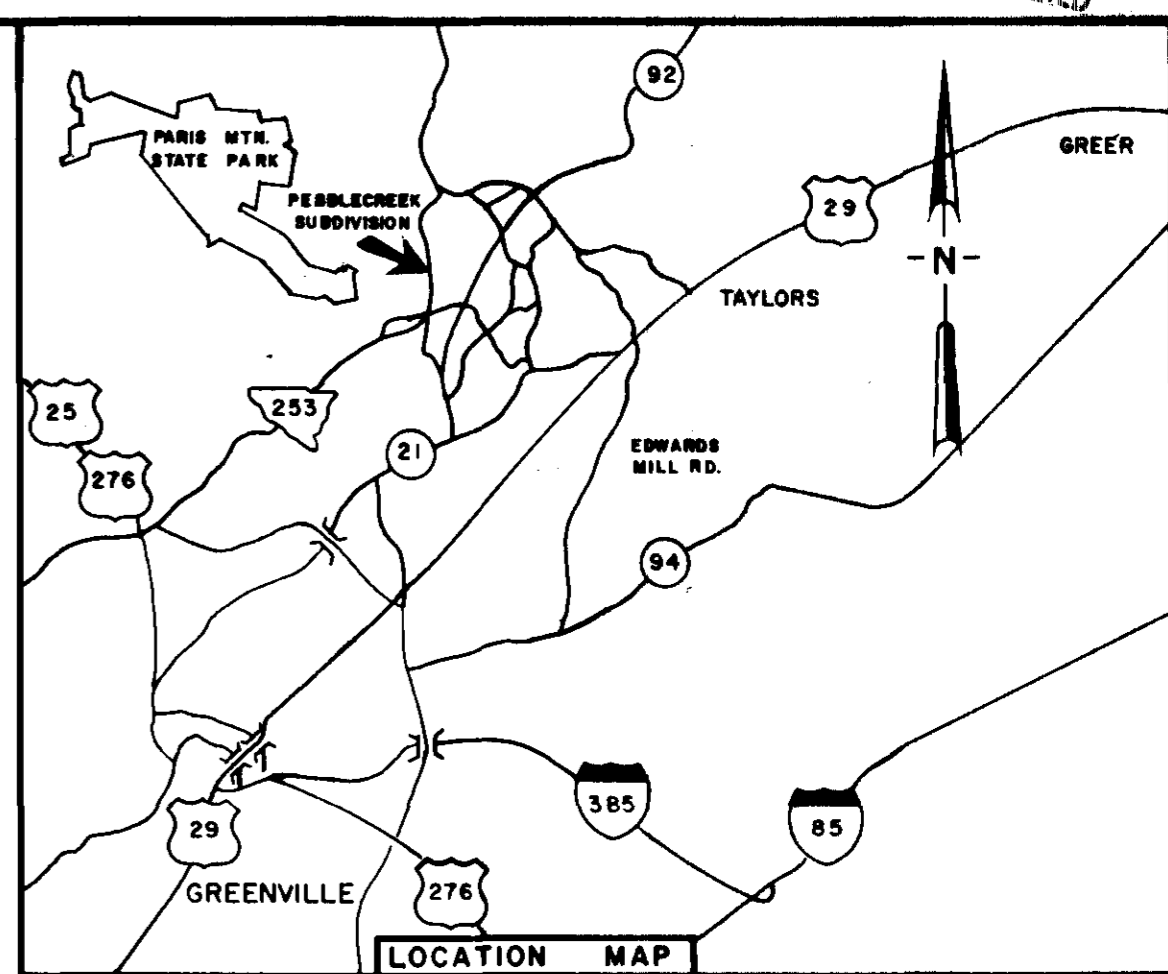 92
PARIS MTN.
STATE PARK
GREER
PEBBLECREEK
SUBDIVISION
29
-N-
TAYLORS
25
253
276
21
EDWARDS
MILL RD.
94
385
29
85
GREENVILLE
276
LOCATION MAP